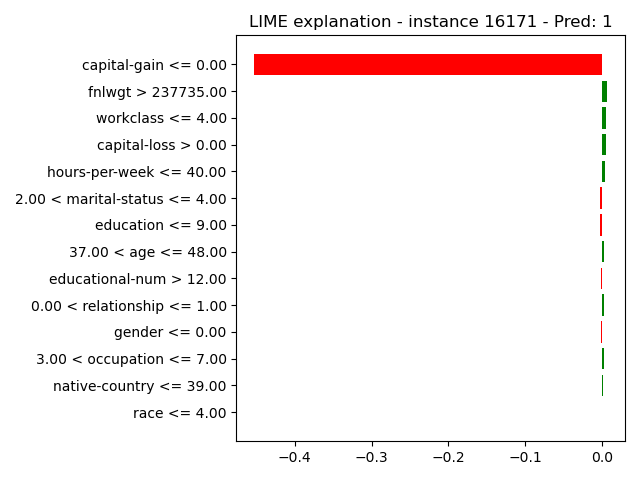 LIME explanation - instance 16171 - Pred: 1
capital-gain <= 0.00
fnlwgt > 237735.00
workclass <= 4.00
capital-loss > 0.00
hours-per-week <= 40.00
2.00 < marital-status <= 4.00
education <= 9.00
37.00 < age <= 48.00
educational-num > 12.00
0.00 < relationship <= 1.00
gender <= 0.00
3.00 < occupation <= 7.00
native-country <= 39.00
race <= 4.00
−0.4 −0.3 −0.2 −0.1 0.0